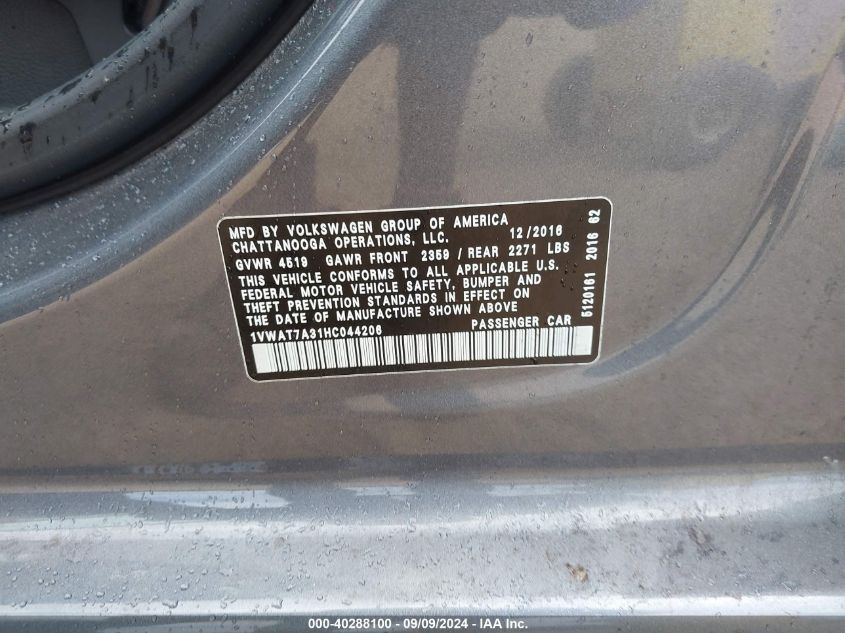 MFD BY VOLKSWAGEN GROUP OF AMERICA
CHATTANOOGA OPERATIONS, LLC. 12/2016
GVWR 4519 GAWR FRONT 2359 / REAR 2271 LBS
THIS VEHICLE CONFORMS TO ALL APPLICABLE U.S.
FEDERAL MOTOR VEHICLE SAFETY, BUMPER AND
THEFT PREVENTION STANDARDS IN EFFECT ON
THE DATE OF MANUFACTURE SHOWN ABOVE
1VWAT7A31HC044206 PASSENGER CAR
5120161 2016 62
000-40288100 - 09/09/2024 - IAA Inc.